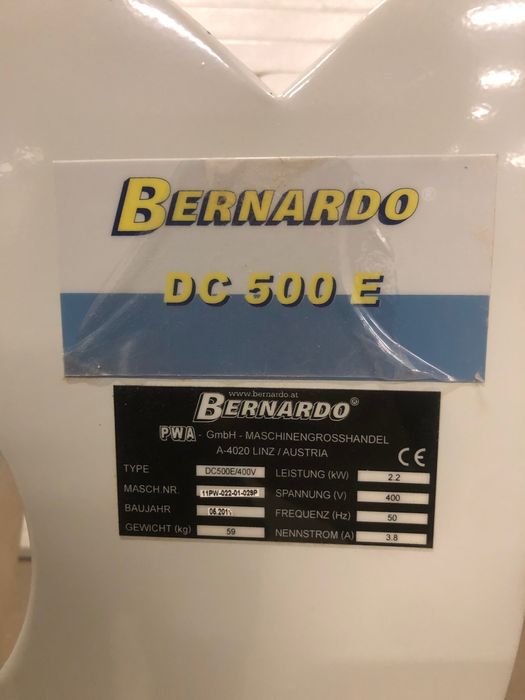 BERNARDO®
DC 500 E
www.bernardo.at
BERNARDO®
PWA - GmbH - MASCHINENGROSSHANDEL
A-4020 LINZ / AUSTRIA
CE
TYPE DC500E/400V LEISTUNG (kW) 2.2
MASCH.NR. 11PW-022-01-028P SPANNUNG (V) 400
BAUJAHR FREQUENZ (Hz) 50
GEWICHT (kg) 59 NENNSTROM (A) 3.8